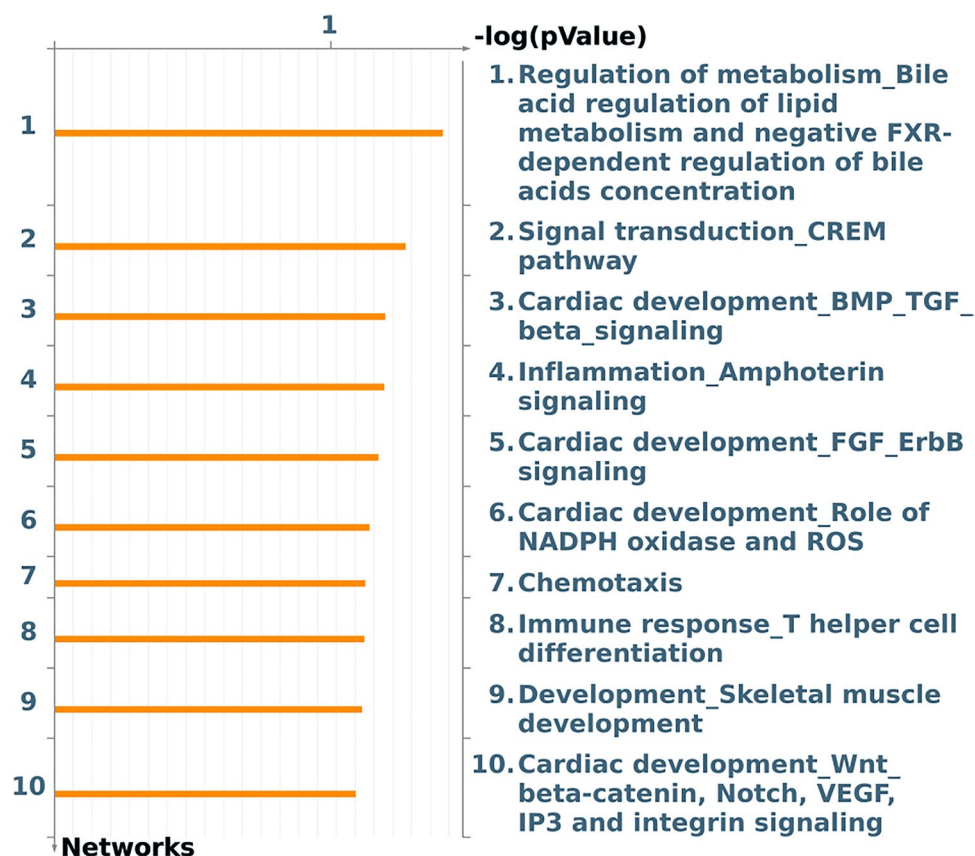 1
-log(pValue)
1
1. Regulation of metabolism_Bile
acid regulation of lipid
metabolism and negative FXR-
dependent regulation of bile
acids concentration
2
2. Signal transduction_CREM
pathway
3
3. Cardiac development_BMP_TGF_
beta_signaling
4
4. Inflammation_Amphoterin
signaling
5
5. Cardiac development_FGF_ErbB
signaling
6
6. Cardiac development_Role of
NADPH oxidase and ROS
7
7. Chemotaxis
8
8. Immune response_T helper cell
differentiation
9
9. Development_Skeletal muscle
development
10
10. Cardiac development_Wnt_
beta-catenin, Notch, VEGF,
IP3 and integrin signaling
Networks